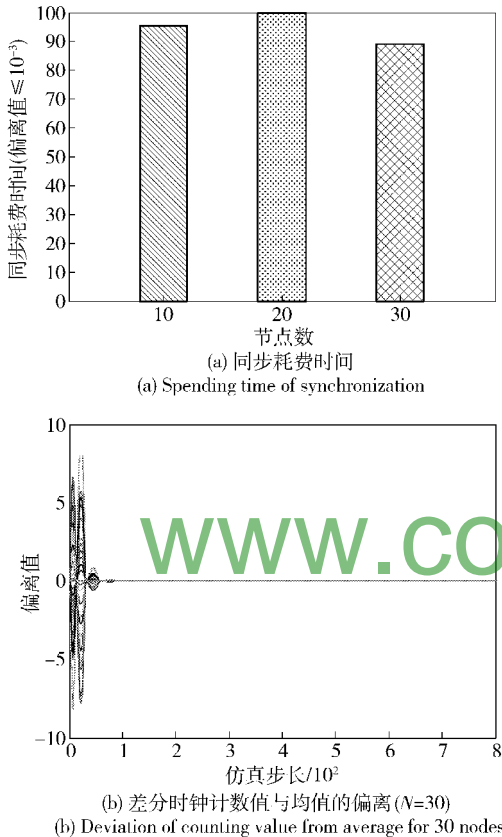 同步耗费时间(偏离值≤10⁻³)
100
90
80
70
60
50
40
30
20
10
0
10 20 30
节点数
(a) 同步耗费时间
(a) Spending time of synchronization
偏离值
10
5
0
−5
−10
www.co
0 1 2 3 4 5 6 7 8
仿真步长/10²
(b) 差分时钟计数值与均值的偏离(N=30)
(b) Deviation of counting value from average for 30 nodes